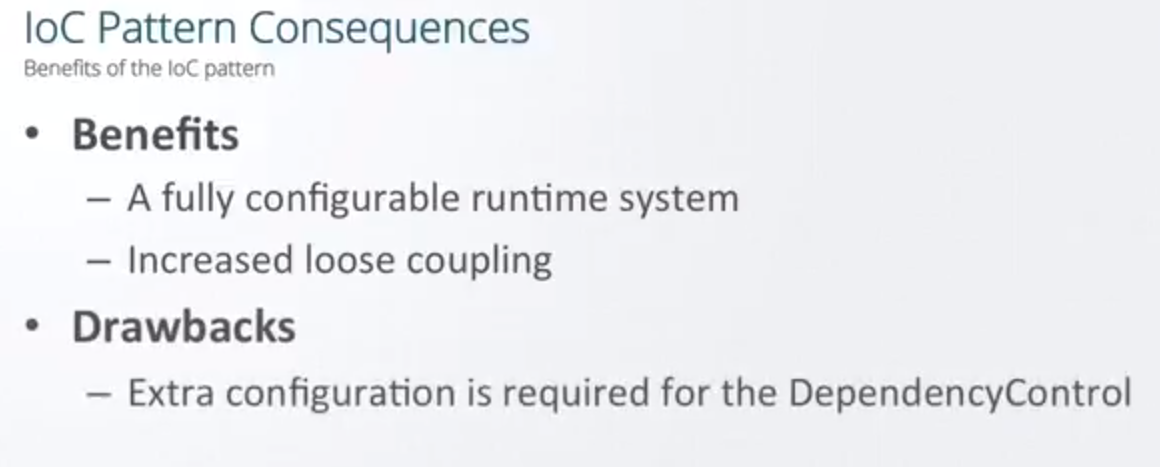 IoC Pattern Consequences
Benefits of the IoC pattern
• Benefits
– A fully configurable runtime system
– Increased loose coupling
• Drawbacks
– Extra configuration is required for the DependencyControl